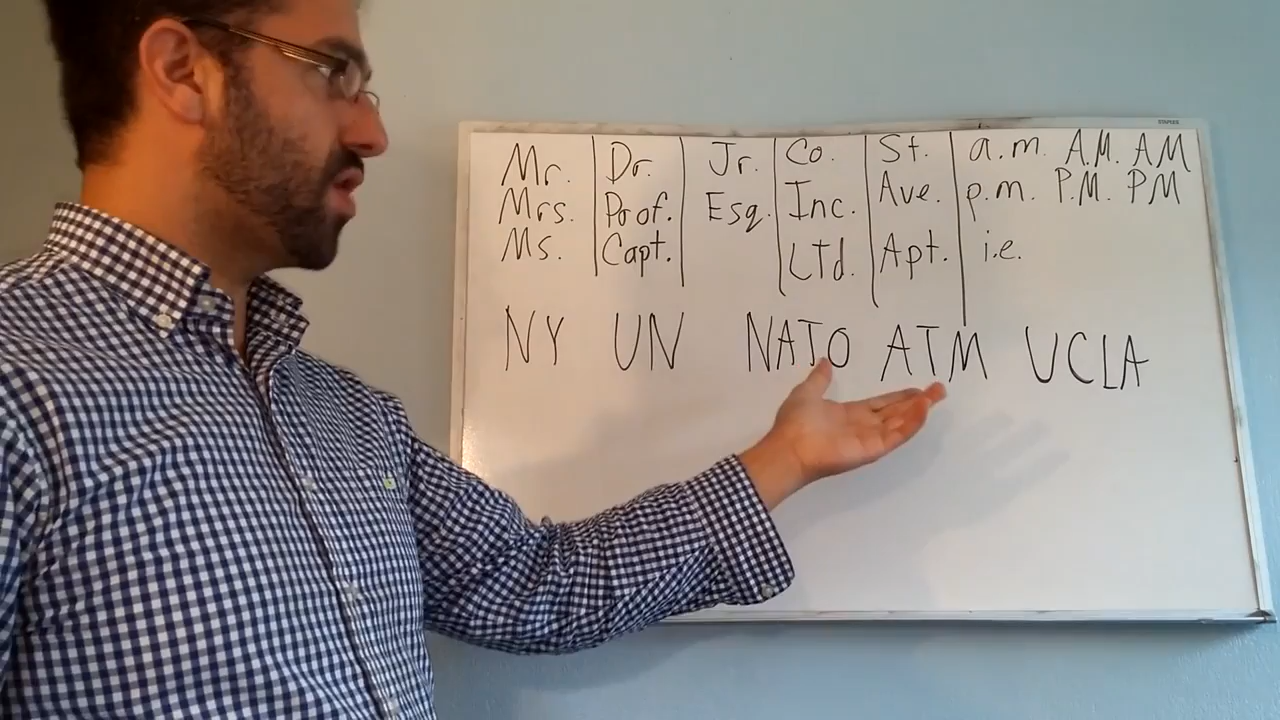 STAPLES
Mr. Dr. Jr. Co. St. a.m. A.M. AM
Mrs. Prof. Esq. Inc. Ave. p.m. P.M. PM
Ms. Capt. Ltd. Apt. i.e.
NY UN NATO ATM UCLA